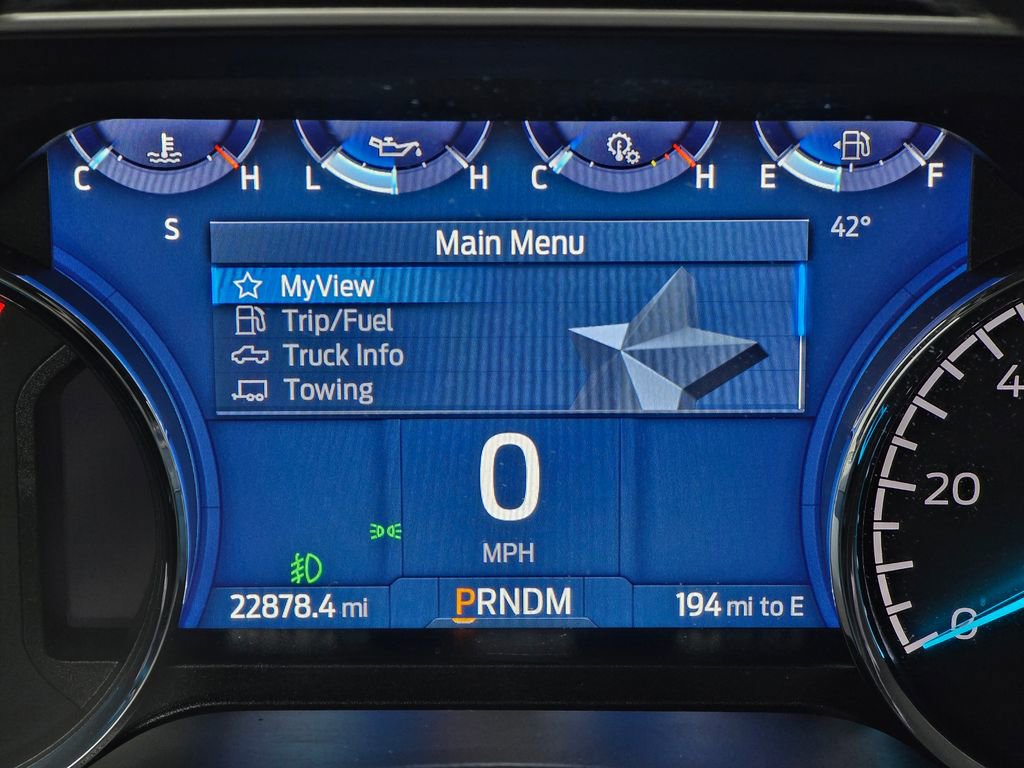 C H L H C H E F
S 42°
Main Menu
MyView
Trip/Fuel
Truck Info
Towing
0
MPH
22878.4 mi
PRNDM
194 mi to E
20
0